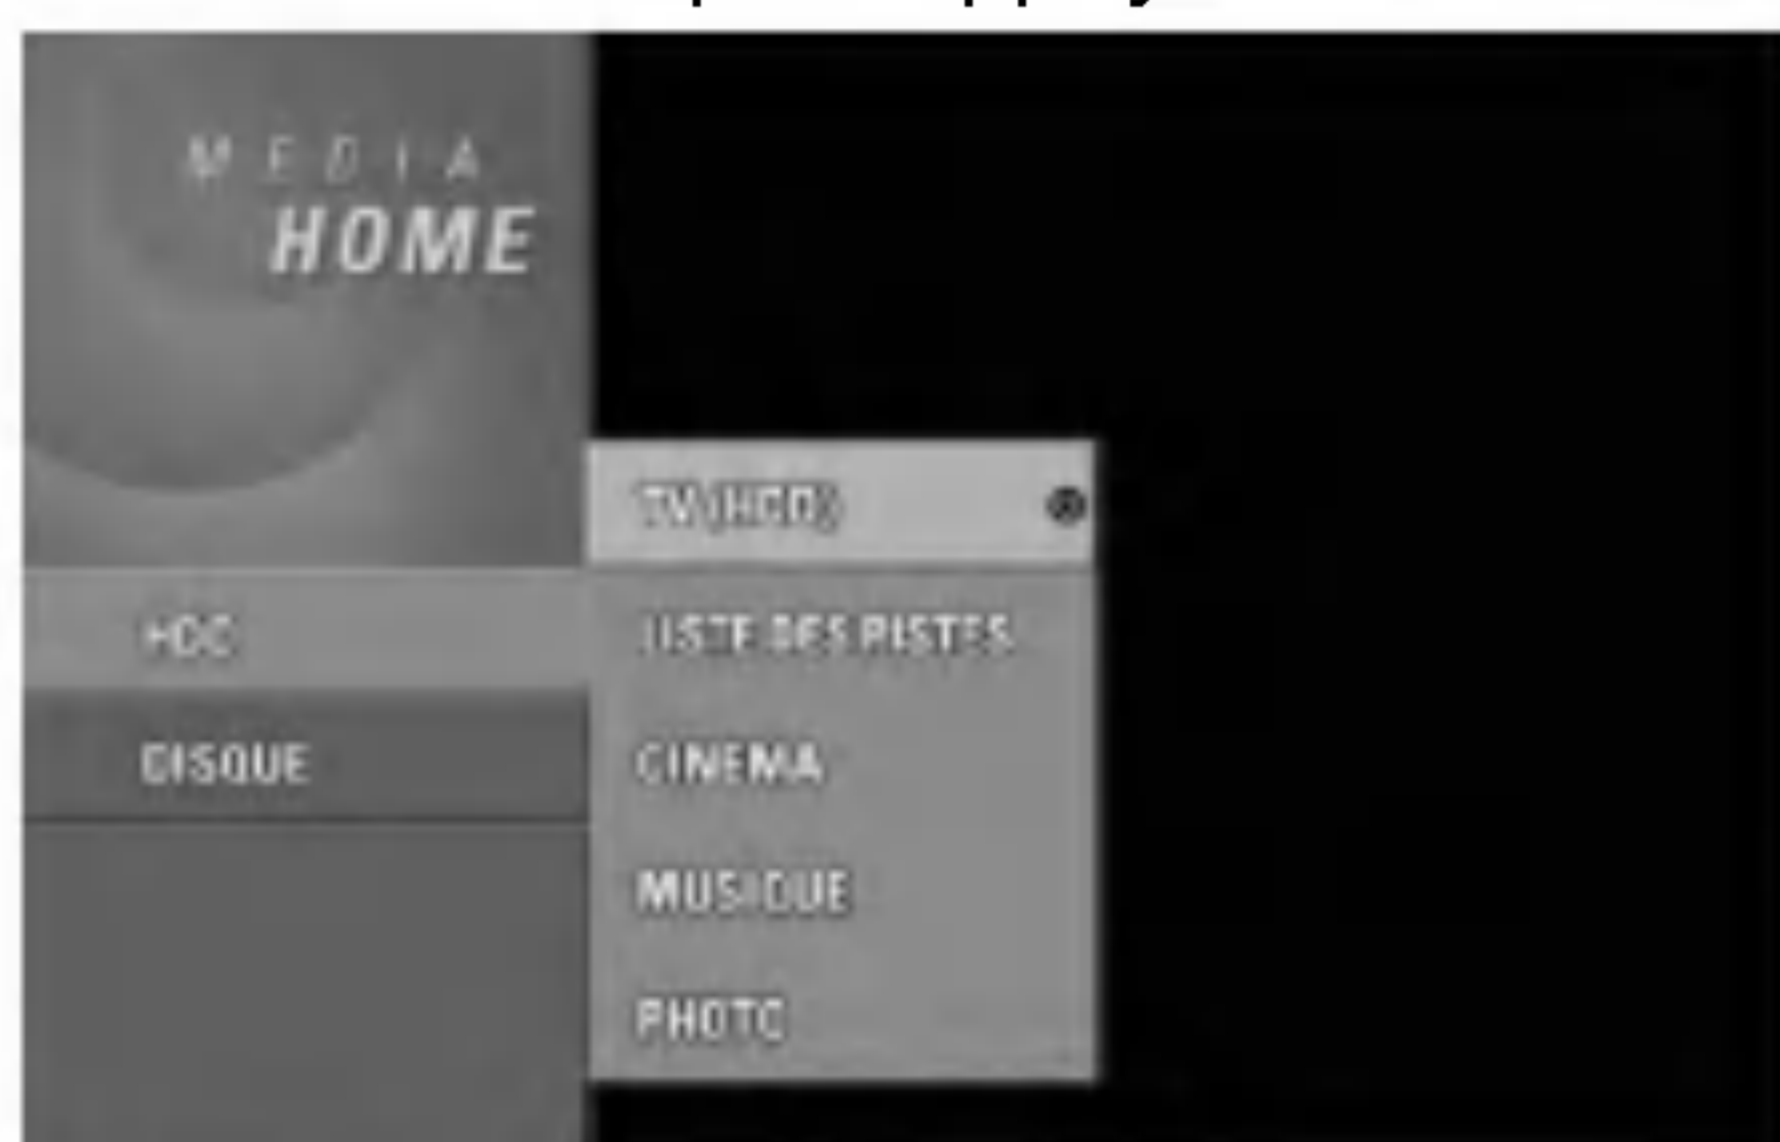 MEDIA
HOME
HDD
DISQUE
TV (HDD)
LISTE DES PISTES
CINEMA
MUSIQUE
PHOTO